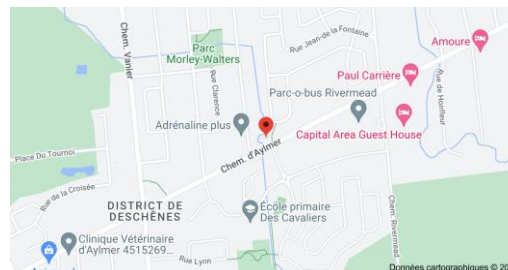 Rue Jean-de la Fontaine
Amoure
Parc
Morley-Walters
Chem. Vanier
Rue Clarence
Paul Carrière
Parc-o-bus Rivermead
Rue de Honfleur
Adrénaline plus
Capital Area Guest House
Chem. d'Aylmer
Place Du Tournoi
Rue de la Croisée
DISTRICT DE
DESCHÊNES
École primaire
Des Cavaliers
Chem. Rivermead
Clinique Vétérinaire
d'Aylmer 4515269...
Rue Lynn
Données cartographiques © 20